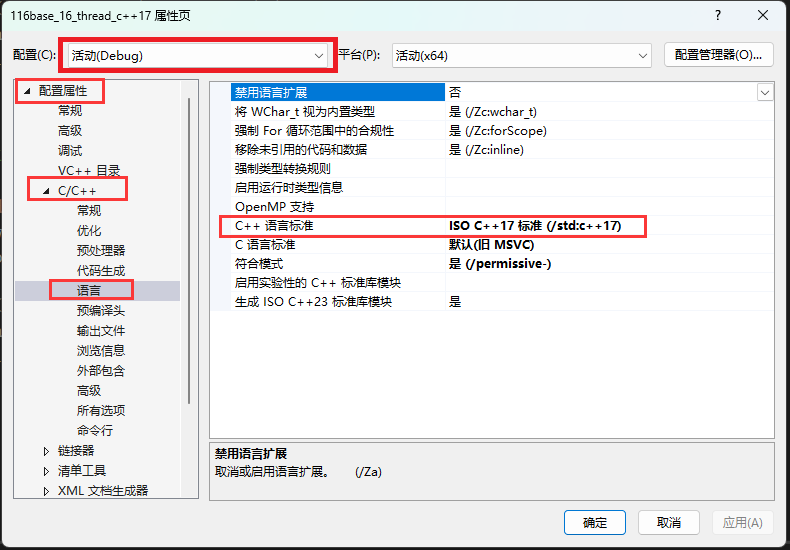 116base_16_thread_c++17 属性页
配置(C): 活动(Debug) 平台(P): 活动(x64) 配置管理器(O)...
配置属性
常规
高级
调试
VC++ 目录
C/C++
常规
优化
预处理器
代码生成
语言
预编译头
输出文件
浏览信息
外部包含
高级
所有选项
命令行
链接器
清单工具
XML 文档生成器
禁用语言扩展 否
将 WChar_t 视为内置类型 是 (/Zc:wchar_t)
强制 For 循环范围中的合规性 是 (/Zc:forScope)
移除未引用的代码和数据 是 (/Zc:inline)
强制类型转换规则
启用运行时类型信息
OpenMP 支持
C++ 语言标准 ISO C++17 标准 (/std:c++17)
C 语言标准 默认(旧 MSVC)
符合模式 是 (/permissive-)
启用实验性的 C++ 标准库模块
生成 ISO C++23 标准库模块 是
禁用语言扩展
取消或启用语言扩展。 (/Za)
确定 取消 应用(A)